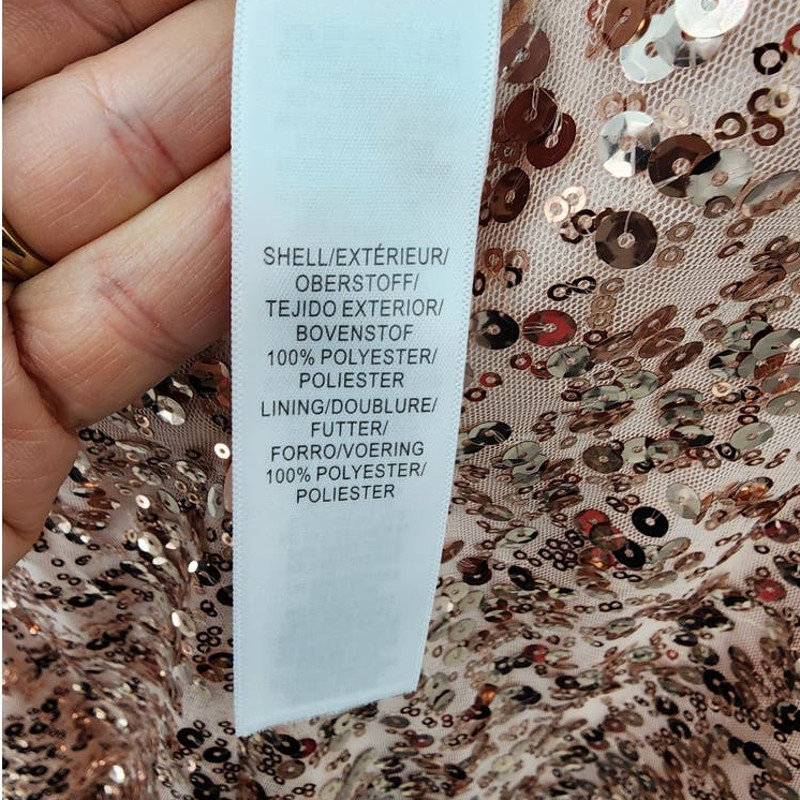 SHELL/EXTÉRIEUR/
OBERSTOFF/
TEJIDO EXTERIOR/
BOVENSTOF
100% POLYESTER/
POLIESTER
LINING/DOUBLURE/
FUTTER/
FORRO/VOERING
100% POLYESTER/
POLIESTER